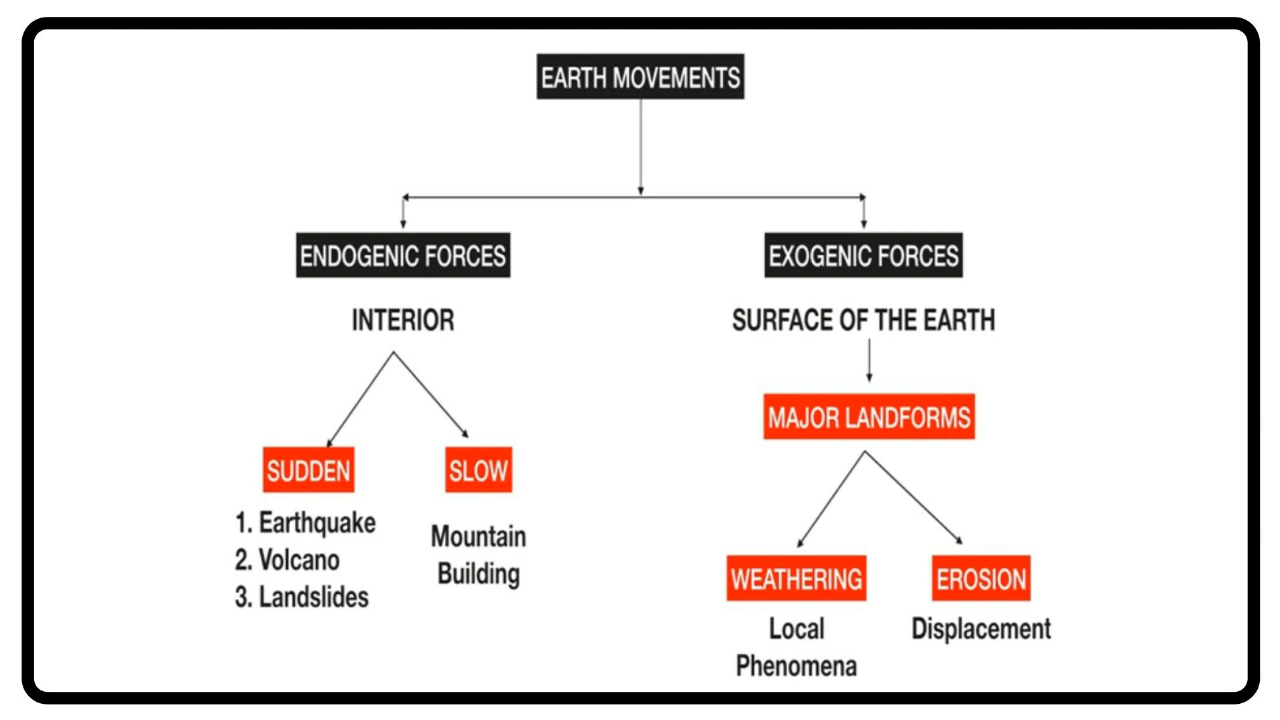 EARTH MOVEMENTS
ENDOGENIC FORCES
INTERIOR
SUDDEN
1. Earthquake
2. Volcano
3. Landslides
SLOW
Mountain
Building
EXOGENIC FORCES
SURFACE OF THE EARTH
MAJOR LANDFORMS
WEATHERING
Local
Phenomena
EROSION
Displacement